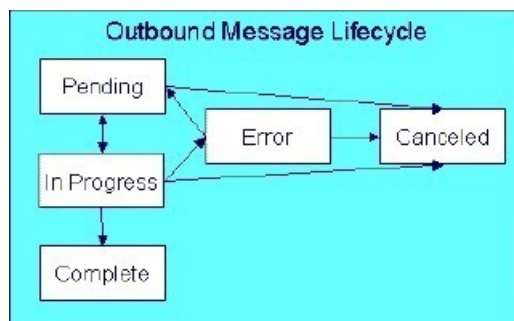 Outbound Message Lifecycle
Pending
Error
Canceled
In Progress
Complete